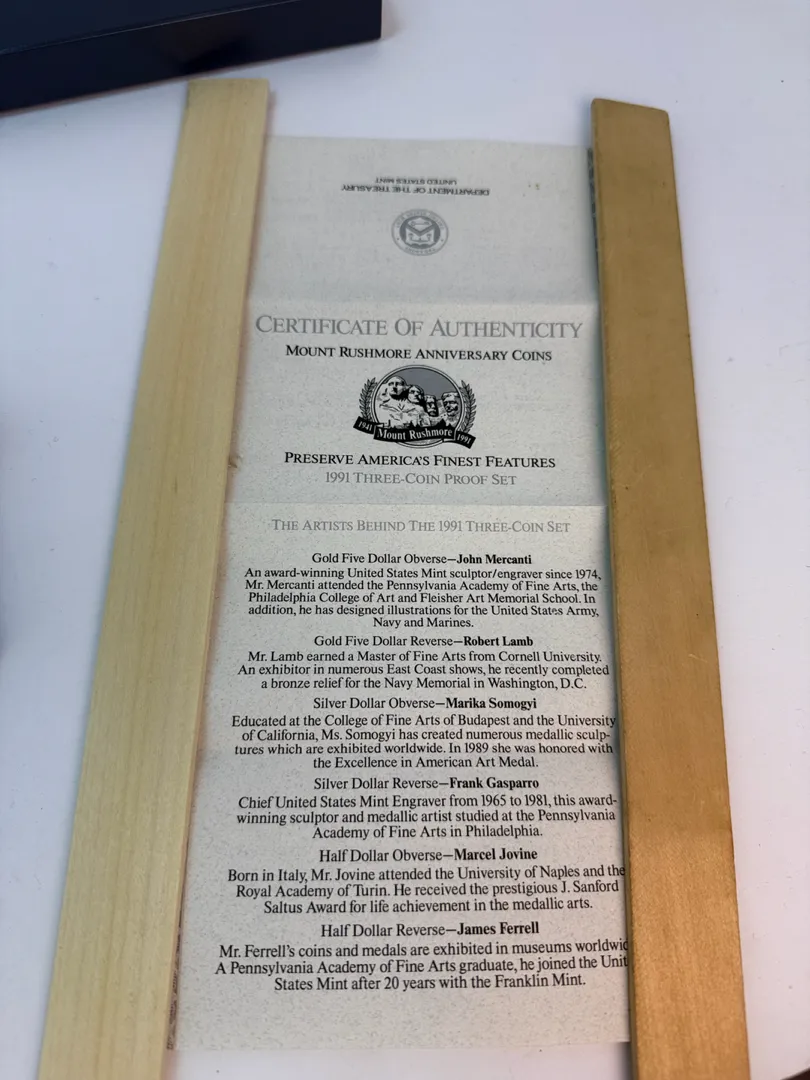 DEPARTMENT OF THE TREASURY
UNITED STATES MINT
CERTIFICATE OF AUTHENTICITY
MOUNT RUSHMORE ANNIVERSARY COINS
1941 Mount Rushmore 1991
PRESERVE AMERICA'S FINEST FEATURES
1991 THREE-COIN PROOF SET
THE ARTISTS BEHIND THE 1991 THREE-COIN SET
Gold Five Dollar Obverse—John Mercanti
An award-winning United States Mint sculptor/engraver since 1974,
Mr. Mercanti attended the Pennsylvania Academy of Fine Arts, the
Philadelphia College of Art and Fleisher Art Memorial School. In
addition, he has designed illustrations for the United States Army,
Navy and Marines.
Gold Five Dollar Reverse—Robert Lamb
Mr. Lamb earned a Master of Fine Arts from Cornell University.
An exhibitor in numerous East Coast shows, he recently completed
a bronze relief for the Navy Memorial in Washington, D.C.
Silver Dollar Obverse—Marika Somogyi
Educated at the College of Fine Arts of Budapest and the University
of California, Ms. Somogyi has created numerous medallic sculp-
tures which are exhibited worldwide. In 1989 she was honored with
the Excellence in American Art Medal.
Silver Dollar Reverse—Frank Gasparro
Chief United States Mint Engraver from 1965 to 1981, this award-
winning sculptor and medallic artist studied at the Pennsylvania
Academy of Fine Arts in Philadelphia.
Half Dollar Obverse—Marcel Jovine
Born in Italy, Mr. Jovine attended the University of Naples and the
Royal Academy of Turin. He received the prestigious J. Sanford
Saltus Award for life achievement in the medallic arts.
Half Dollar Reverse—James Ferrell
Mr. Ferrell's coins and medals are exhibited in museums worldwid
A Pennsylvania Academy of Fine Arts graduate, he joined the Unit
States Mint after 20 years with the Franklin Mint.